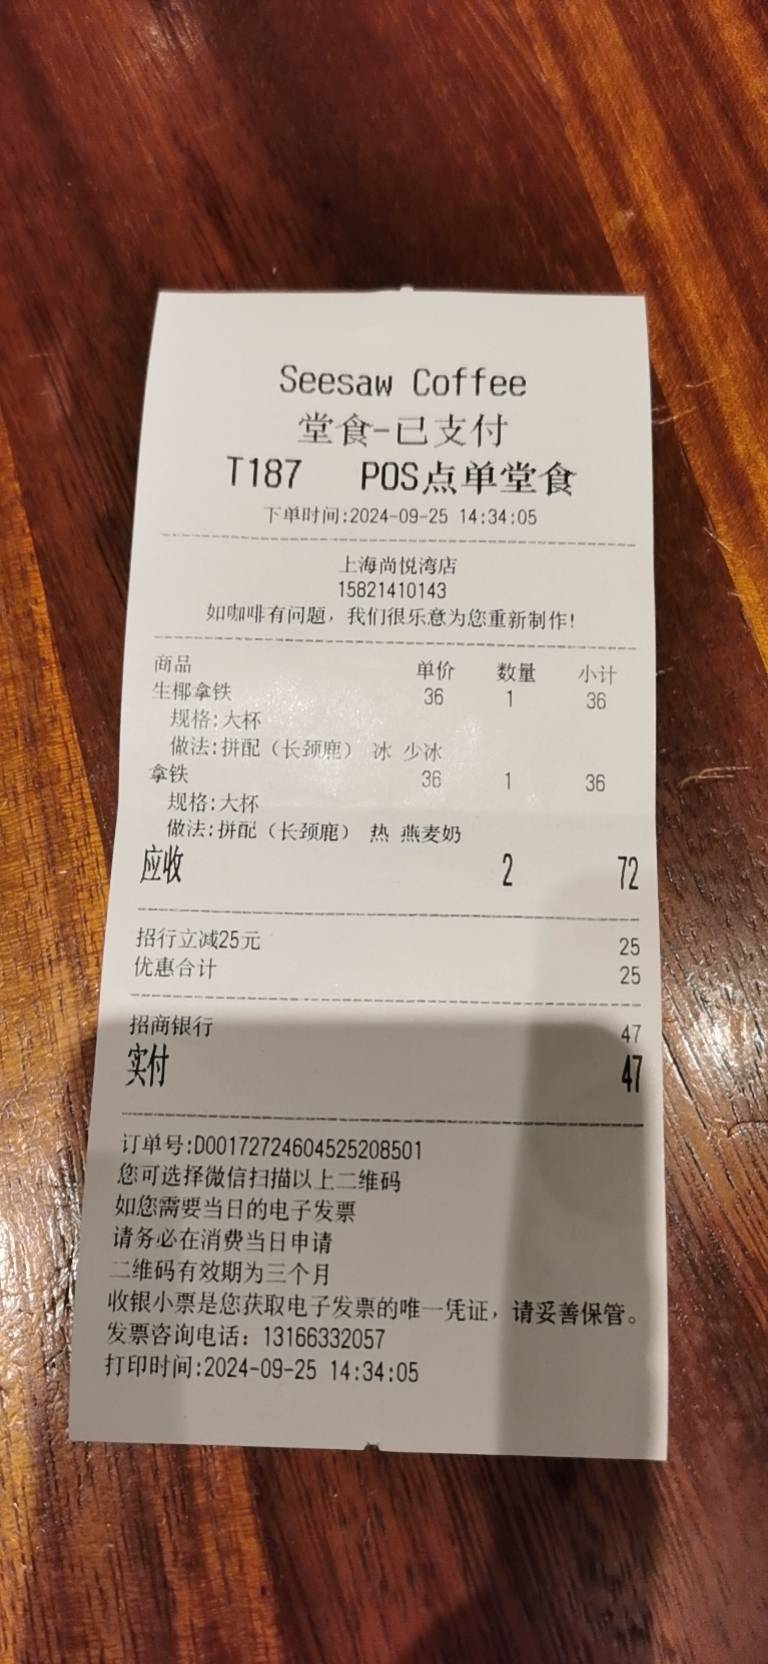 Seesaw Coffee
堂食-已支付
T187 POS点单堂食
下单时间:2024-09-25 14:34:05
上海尚悦湾店
15821410143
如咖啡有问题，我们很乐意为您重新制作!
商品 单价 数量 小计
生椰拿铁 36 1 36
规格:大杯
做法:拼配（长颈鹿） 冰 少冰
拿铁 36 1 36
规格:大杯
做法:拼配（长颈鹿） 热 燕麦奶
应收 2 72
招行立减25元 25
优惠合计 25
招商银行 47
实付 47
订单号:D00172724604525208501
您可选择微信扫描以上二维码
如您需要当日的电子发票
请务必在消费当日申请
二维码有效期为三个月
收银小票是您获取电子发票的唯一凭证，请妥善保管。
发票咨询电话：13166332057
打印时间:2024-09-25 14:34:05